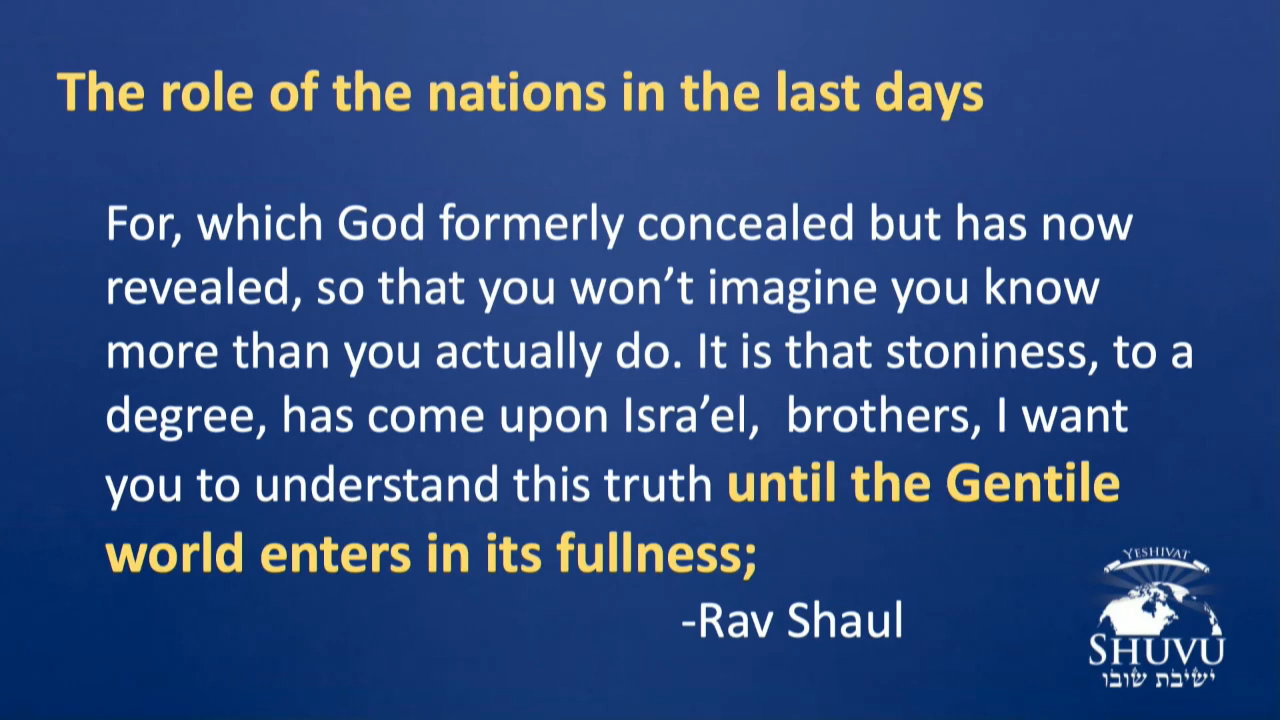 The role of the nations in the last days
For, which God formerly concealed but has now
revealed, so that you won’t imagine you know
more than you actually do. It is that stoniness, to a
degree, has come upon Isra’el,  brothers, I want
you to understand this truth until the Gentile
world enters in its fullness;
-Rav Shaul
YESHIVAT
SHUVU
ישיבת שובו